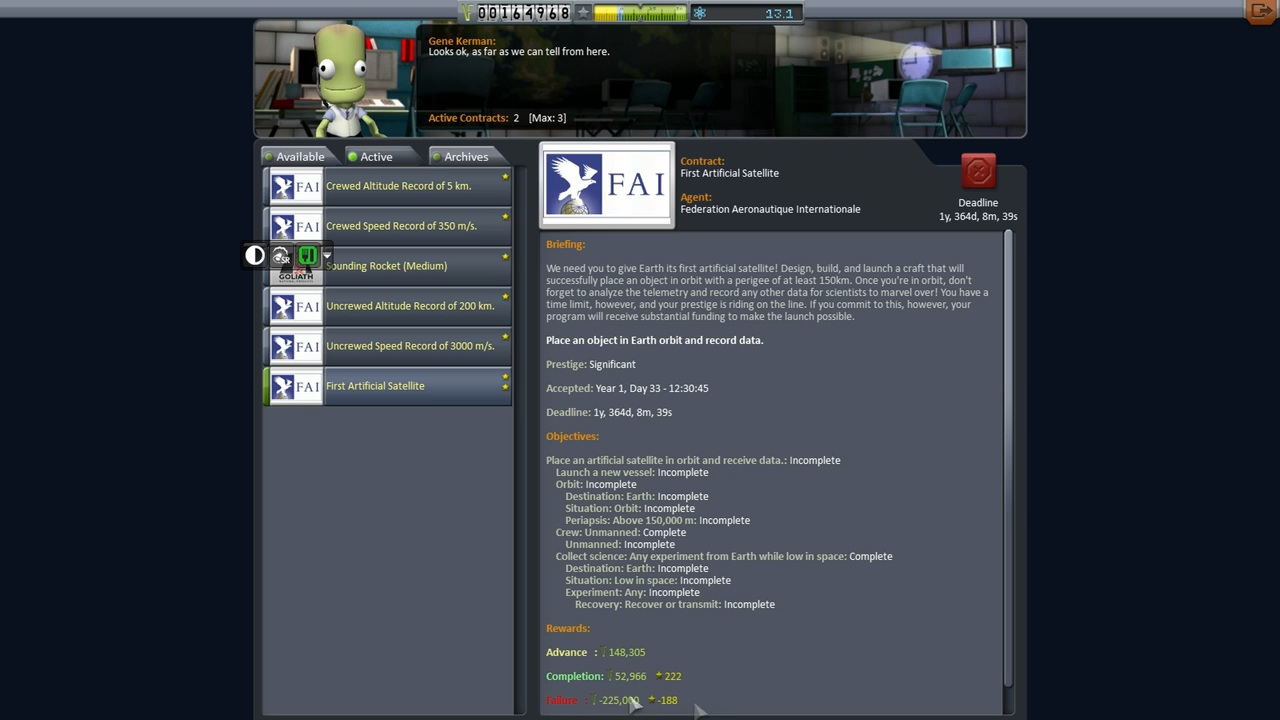 00164968
13.1
Gene Kerman:
Looks ok, as far as we can tell from here.
Active Contracts: 2 [Max: 3]
Available
Active
Archives
FAI
Crewed Altitude Record of 5 km.
FAI
Crewed Speed Record of 350 m/s.
SR
Sounding Rocket (Medium)
GOLIATH
FAI
Uncrewed Altitude Record of 200 km.
FAI
Uncrewed Speed Record of 3000 m/s.
FAI
First Artificial Satellite
FAI
Contract:
First Artificial Satellite
Agent:
Federation Aeronautique Internationale
Deadline
1y, 364d, 8m, 39s
Briefing:
We need you to give Earth its first artificial satellite! Design, build, and launch a craft that will
successfully place an object in orbit with a perigee of at least 150km. Once you're in orbit, don't
forget to analyze the telemetry and record any other data for scientists to marvel over! You have a
time limit, however, and your prestige is riding on the line. If you commit to this, however, your
program will receive substantial funding to make the launch possible.
Place an object in Earth orbit and record data.
Prestige: Significant
Accepted: Year 1, Day 33 - 12:30:45
Deadline: 1y, 364d, 8m, 39s
Objectives:
Place an artificial satellite in orbit and receive data.: Incomplete
Launch a new vessel: Incomplete
Orbit: Incomplete
Destination: Earth: Incomplete
Situation: Orbit: Incomplete
Periapsis: Above 150,000 m: Incomplete
Crew: Unmanned: Complete
Unmanned: Incomplete
Collect science: Any experiment from Earth while low in space: Complete
Destination: Earth: Incomplete
Situation: Low in space: Incomplete
Experiment: Any: Incomplete
Recovery: Recover or transmit: Incomplete
Rewards:
Advance : 148,305
Completion: 52,966 222
Failure : -225,000 -188